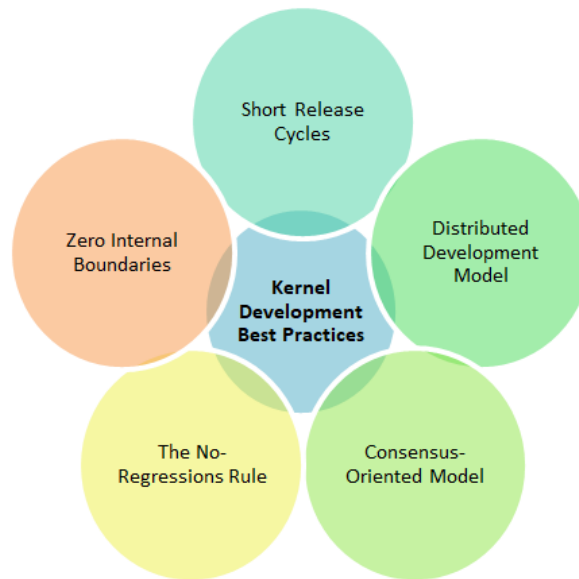 Short Release
Cycles
Distributed
Development
Model
Consensus-
Oriented Model
The No-
Regressions Rule
Zero Internal
Boundaries
Kernel
Development
Best Practices